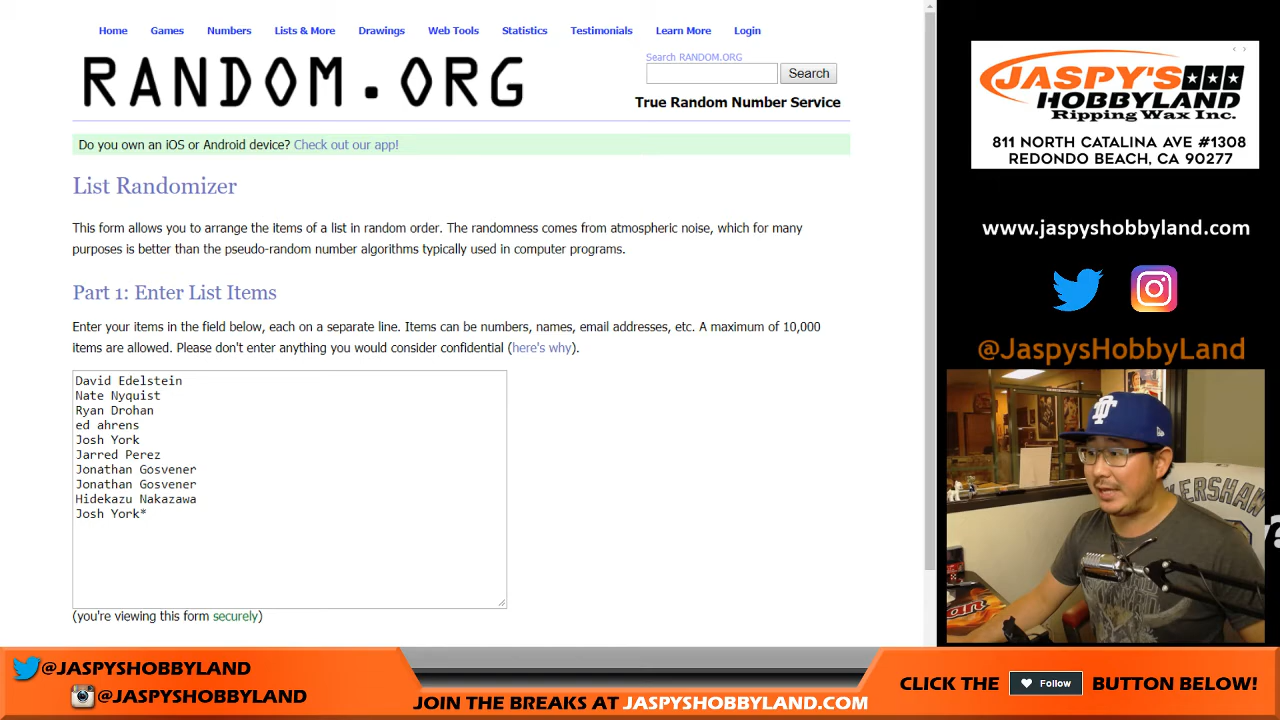 Home Games Numbers Lists & More Drawings Web Tools Statistics Testimonials Learn More Login
RANDOM.ORG
Search RANDOM.ORG
Search
True Random Number Service
Do you own an iOS or Android device? Check out our app!
List Randomizer
This form allows you to arrange the items of a list in random order. The randomness comes from atmospheric noise, which for many
purposes is better than the pseudo-random number algorithms typically used in computer programs.
Part 1: Enter List Items
Enter your items in the field below, each on a separate line. Items can be numbers, names, email addresses, etc. A maximum of 10,000
items are allowed. Please don't enter anything you would consider confidential (here's why).
David Edelstein
Nate Nyquist
Ryan Drohan
ed ahrens
Josh York
Jarred Perez
Jonathan Gosvener
Jonathan Gosvener
Hidekazu Nakazawa
Josh York*
(you're viewing this form securely)
JASPY'S
HOBBYLAND
Ripping Wax Inc.
811 NORTH CATALINA AVE #1308
REDONDO BEACH, CA 90277
www.jaspyshobbyland.com
@JaspysHobbyLand
ERSHAW
@JASPYSHOBBYLAND
@JASPYSHOBBYLAND
JOIN THE BREAKS AT JASPYSHOBBYLAND.COM
CLICK THE Follow BUTTON BELOW!